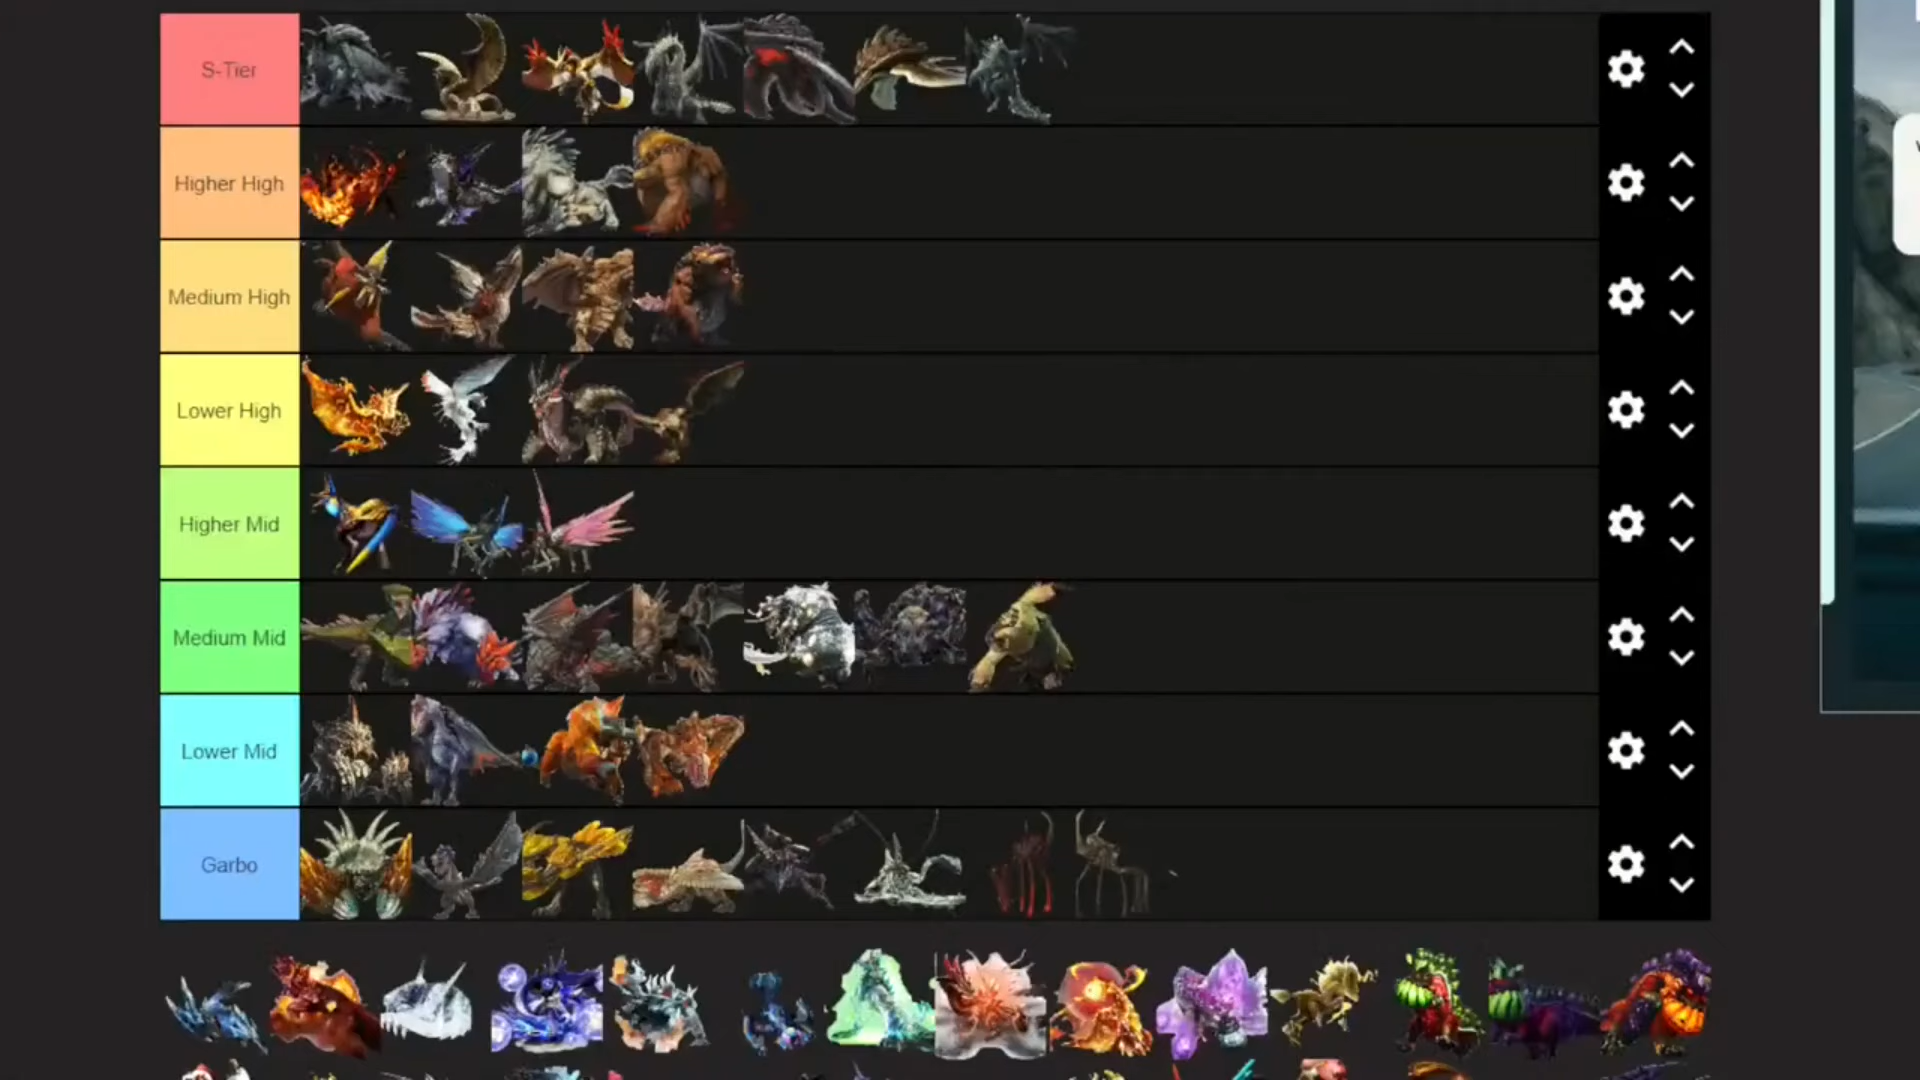 S-Tier
Higher High
Medium High
Lower High
Higher Mid
Medium Mid
Lower Mid
Garbo